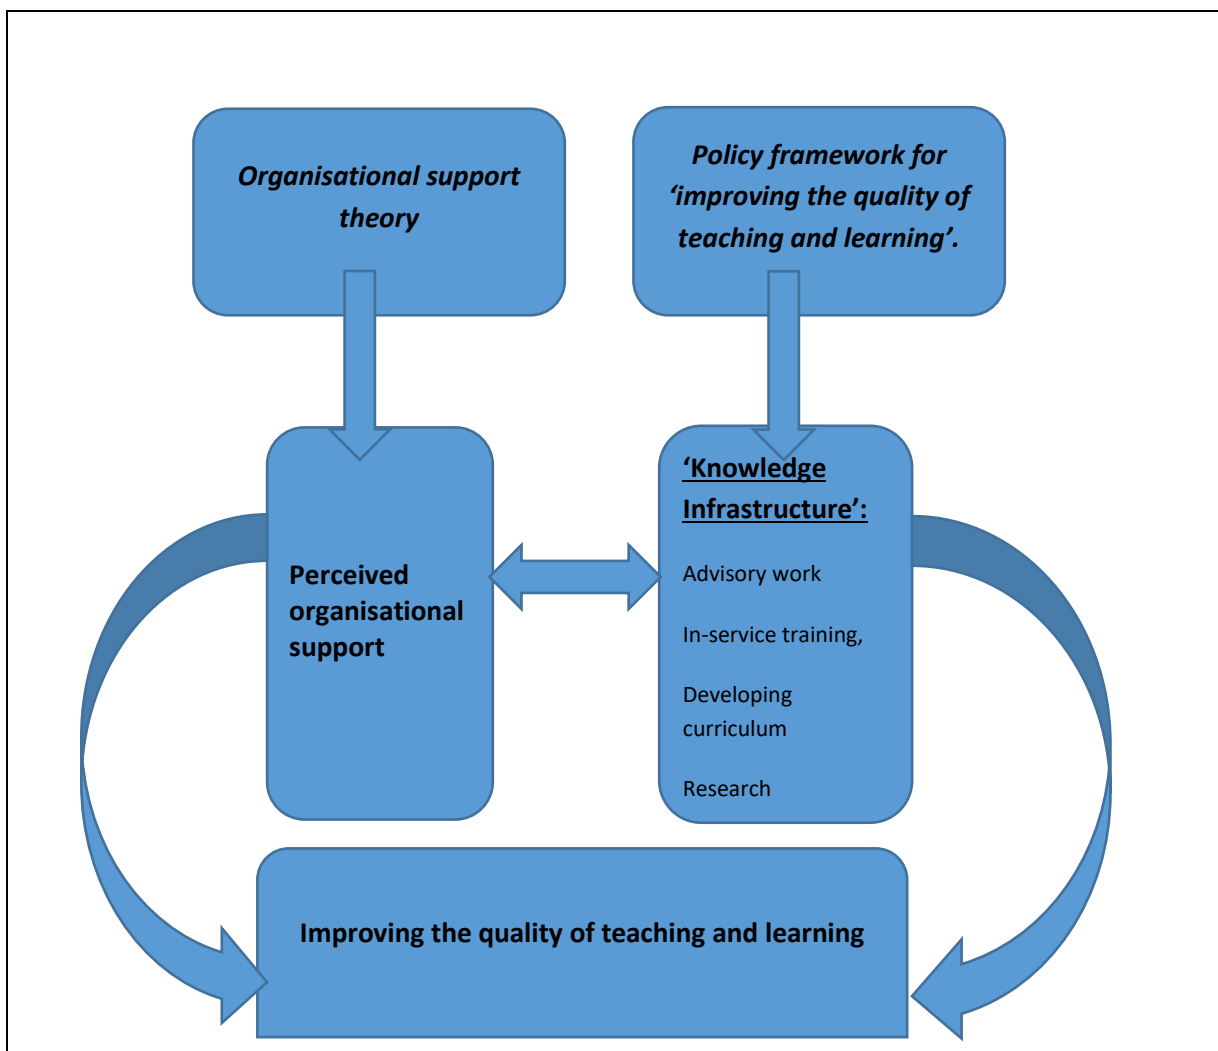 Organisational support
theory
Policy framework for
‘improving the quality of
teaching and learning’.
Perceived
organisational
support
‘Knowledge
Infrastructure’:
Advisory work
In-service training,
Developing
curriculum
Research
Improving the quality of teaching and learning